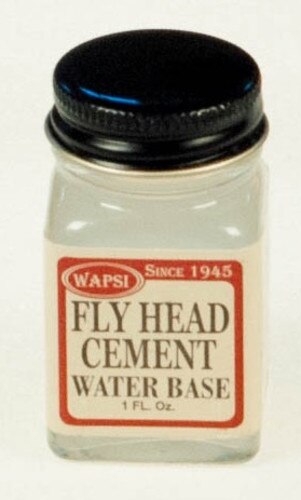 WAPSI SINCE 1945
FLY HEAD
CEMENT
WATER BASE
1 FL. Oz.